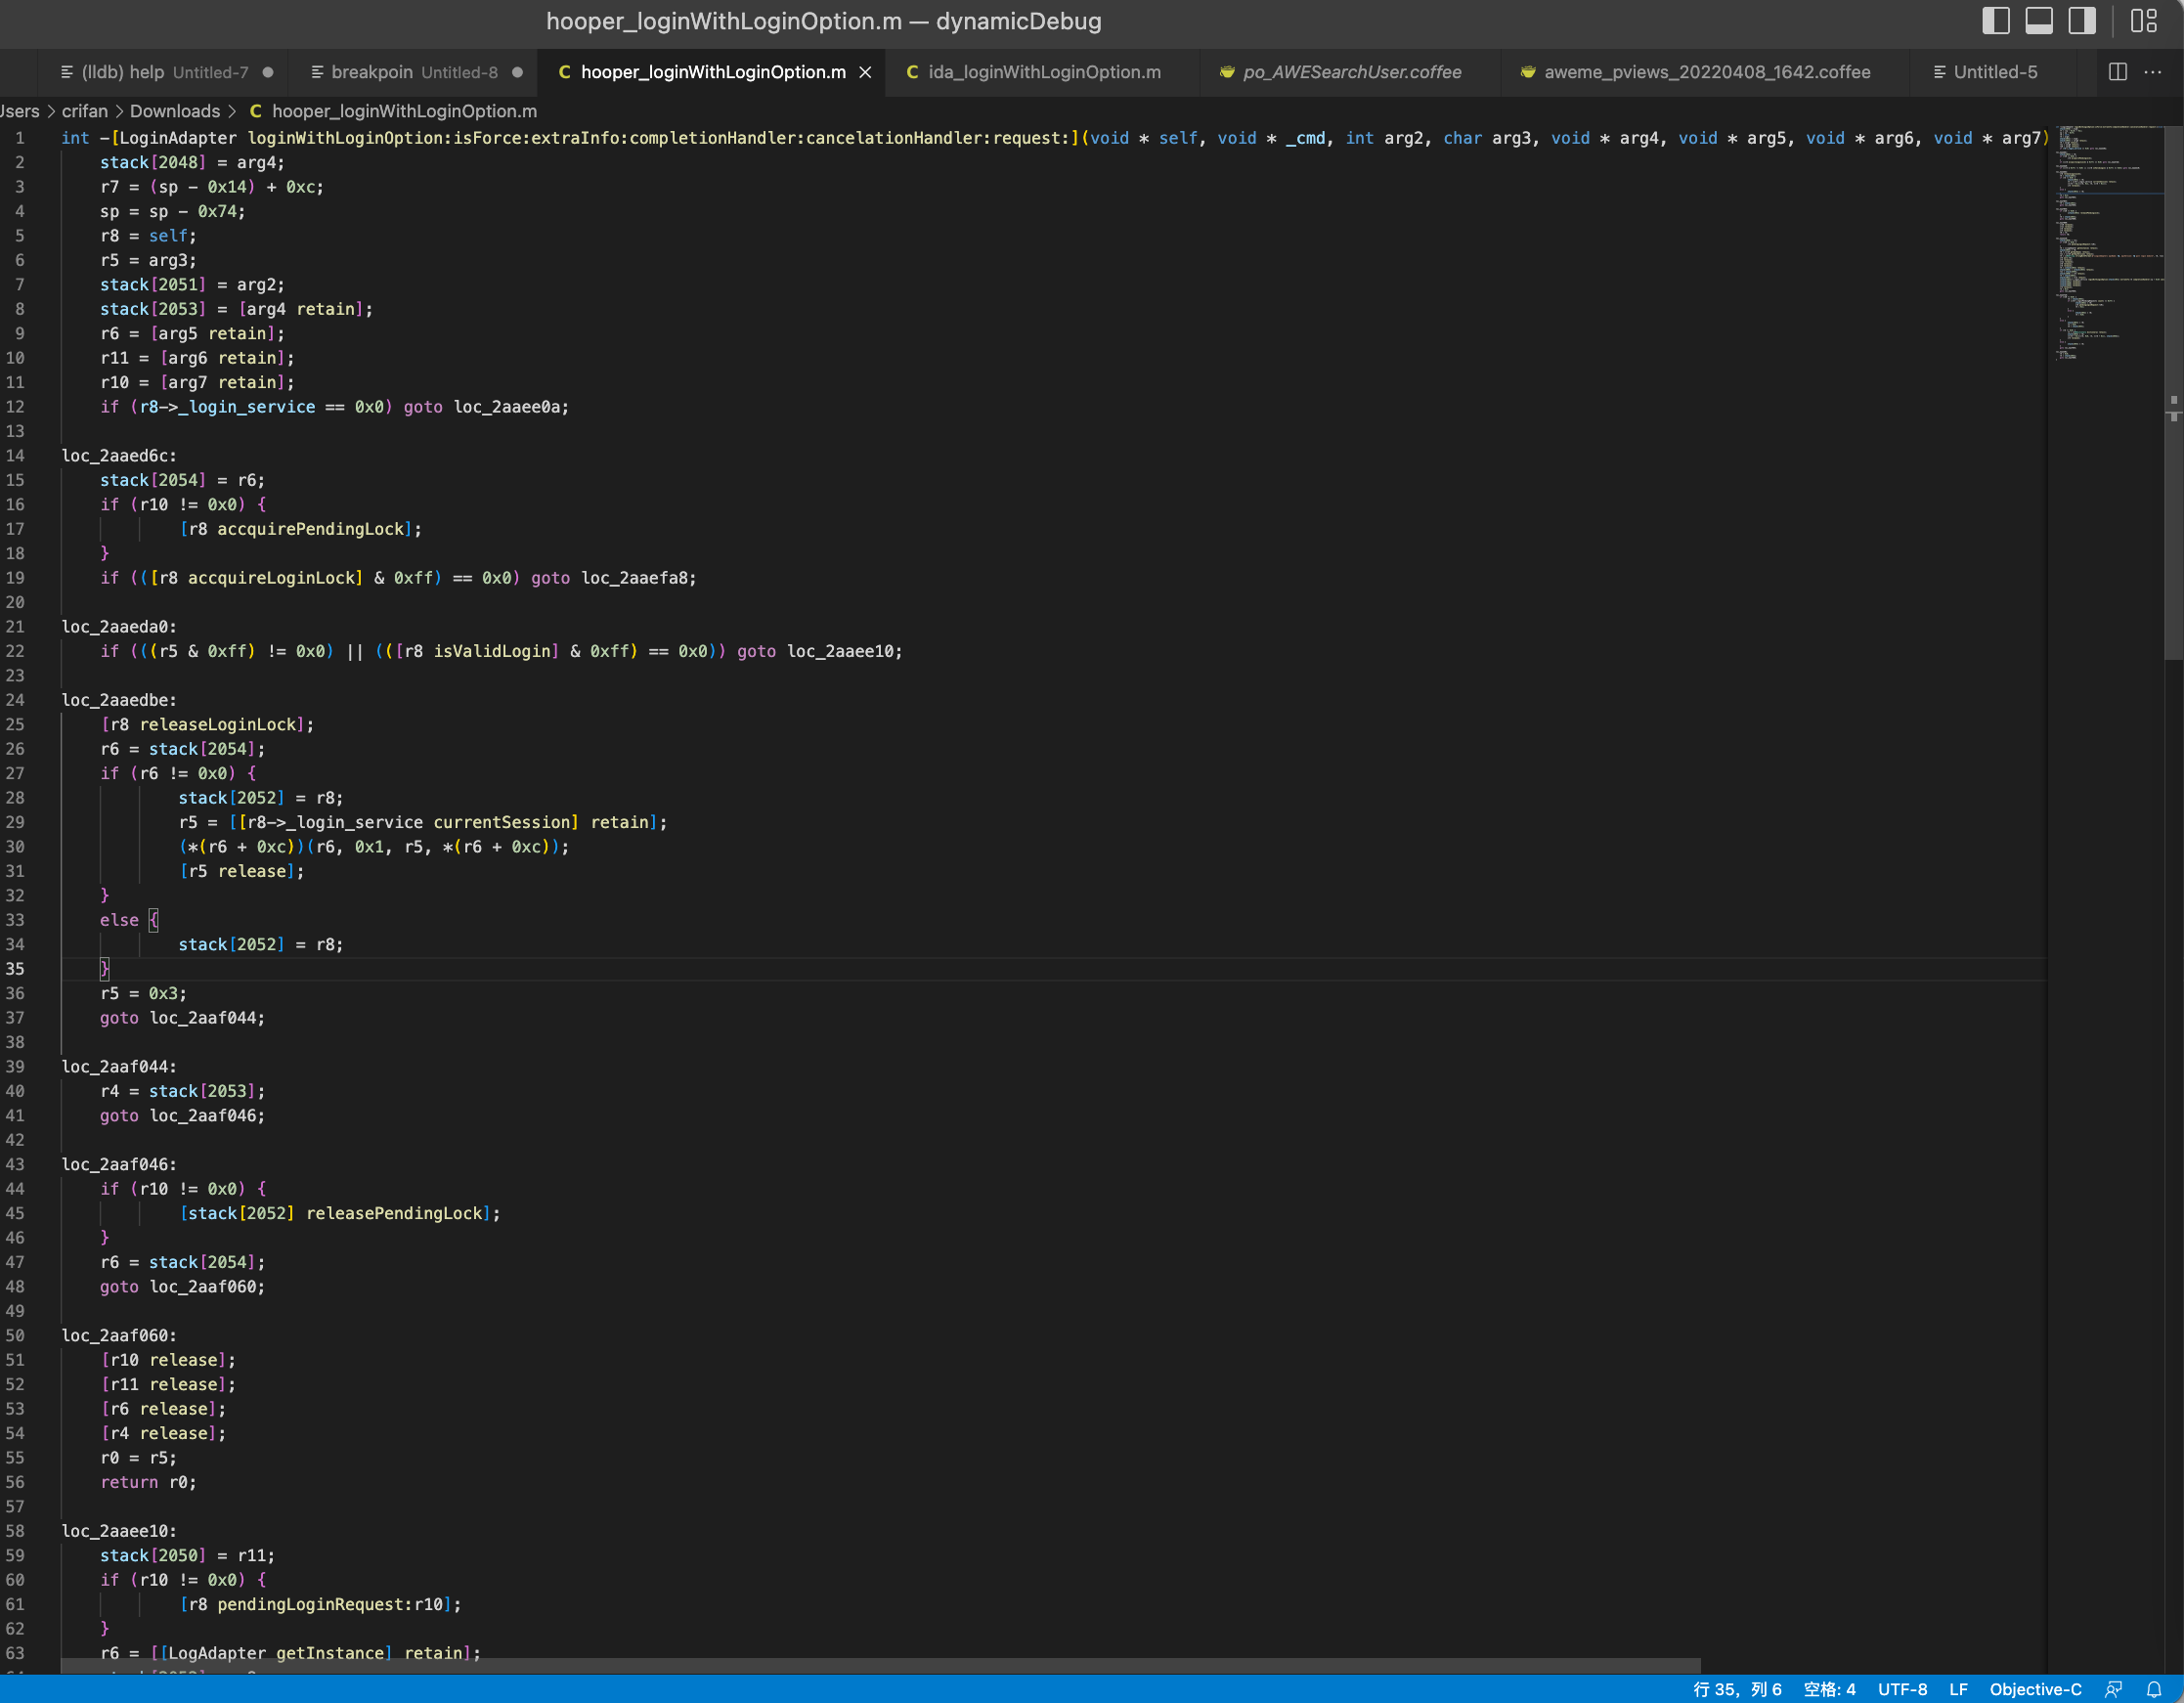 hooper_loginWithLoginOption.m — dynamicDebug
(lldb) help Untitled-7 ● breakpoin Untitled-8 ● C hooper_loginWithLoginOption.m × C ida_loginWithLoginOption.m po_AWESearchUser.coffee aweme_pviews_20220408_1642.coffee Untitled-5 ...
Jsers > crifan > Downloads > C hooper_loginWithLoginOption.m
1 int -[LoginAdapter loginWithLoginOption:isForce:extraInfo:completionHandler:cancelationHandler:request:](void * self, void * _cmd, int arg2, char arg3, void * arg4, void * arg5, void * arg6, void * arg7)
2 stack[2048] = arg4;
3 r7 = (sp - 0x14) + 0xc;
4 sp = sp - 0x74;
5 r8 = self;
6 r5 = arg3;
7 stack[2051] = arg2;
8 stack[2053] = [arg4 retain];
9 r6 = [arg5 retain];
10 r11 = [arg6 retain];
11 r10 = [arg7 retain];
12 if (r8->_login_service == 0x0) goto loc_2aaee0a;
13
14 loc_2aaed6c:
15 stack[2054] = r6;
16 if (r10 != 0x0) {
17 [r8 accquirePendingLock];
18 }
19 if (([r8 accquireLoginLock] & 0xff) == 0x0) goto loc_2aaefa8;
20
21 loc_2aaeda0:
22 if (((r5 & 0xff) != 0x0) || (([r8 isValidLogin] & 0xff) == 0x0)) goto loc_2aaee10;
23
24 loc_2aaedbe:
25 [r8 releaseLoginLock];
26 r6 = stack[2054];
27 if (r6 != 0x0) {
28 stack[2052] = r8;
29 r5 = [[r8->_login_service currentSession] retain];
30 (*(r6 + 0xc))(r6, 0x1, r5, *(r6 + 0xc));
31 [r5 release];
32 }
33 else {
34 stack[2052] = r8;
35 }
36 r5 = 0x3;
37 goto loc_2aaf044;
38
39 loc_2aaf044:
40 r4 = stack[2053];
41 goto loc_2aaf046;
42
43 loc_2aaf046:
44 if (r10 != 0x0) {
45 [stack[2052] releasePendingLock];
46 }
47 r6 = stack[2054];
48 goto loc_2aaf060;
49
50 loc_2aaf060:
51 [r10 release];
52 [r11 release];
53 [r6 release];
54 [r4 release];
55 r0 = r5;
56 return r0;
57
58 loc_2aaee10:
59 stack[2050] = r11;
60 if (r10 != 0x0) {
61 [r8 pendingLoginRequest:r10];
62 }
63 r6 = [[LogAdapter getInstance] retain];
行 35，列 6 空格: 4 UTF-8 LF Objective-C